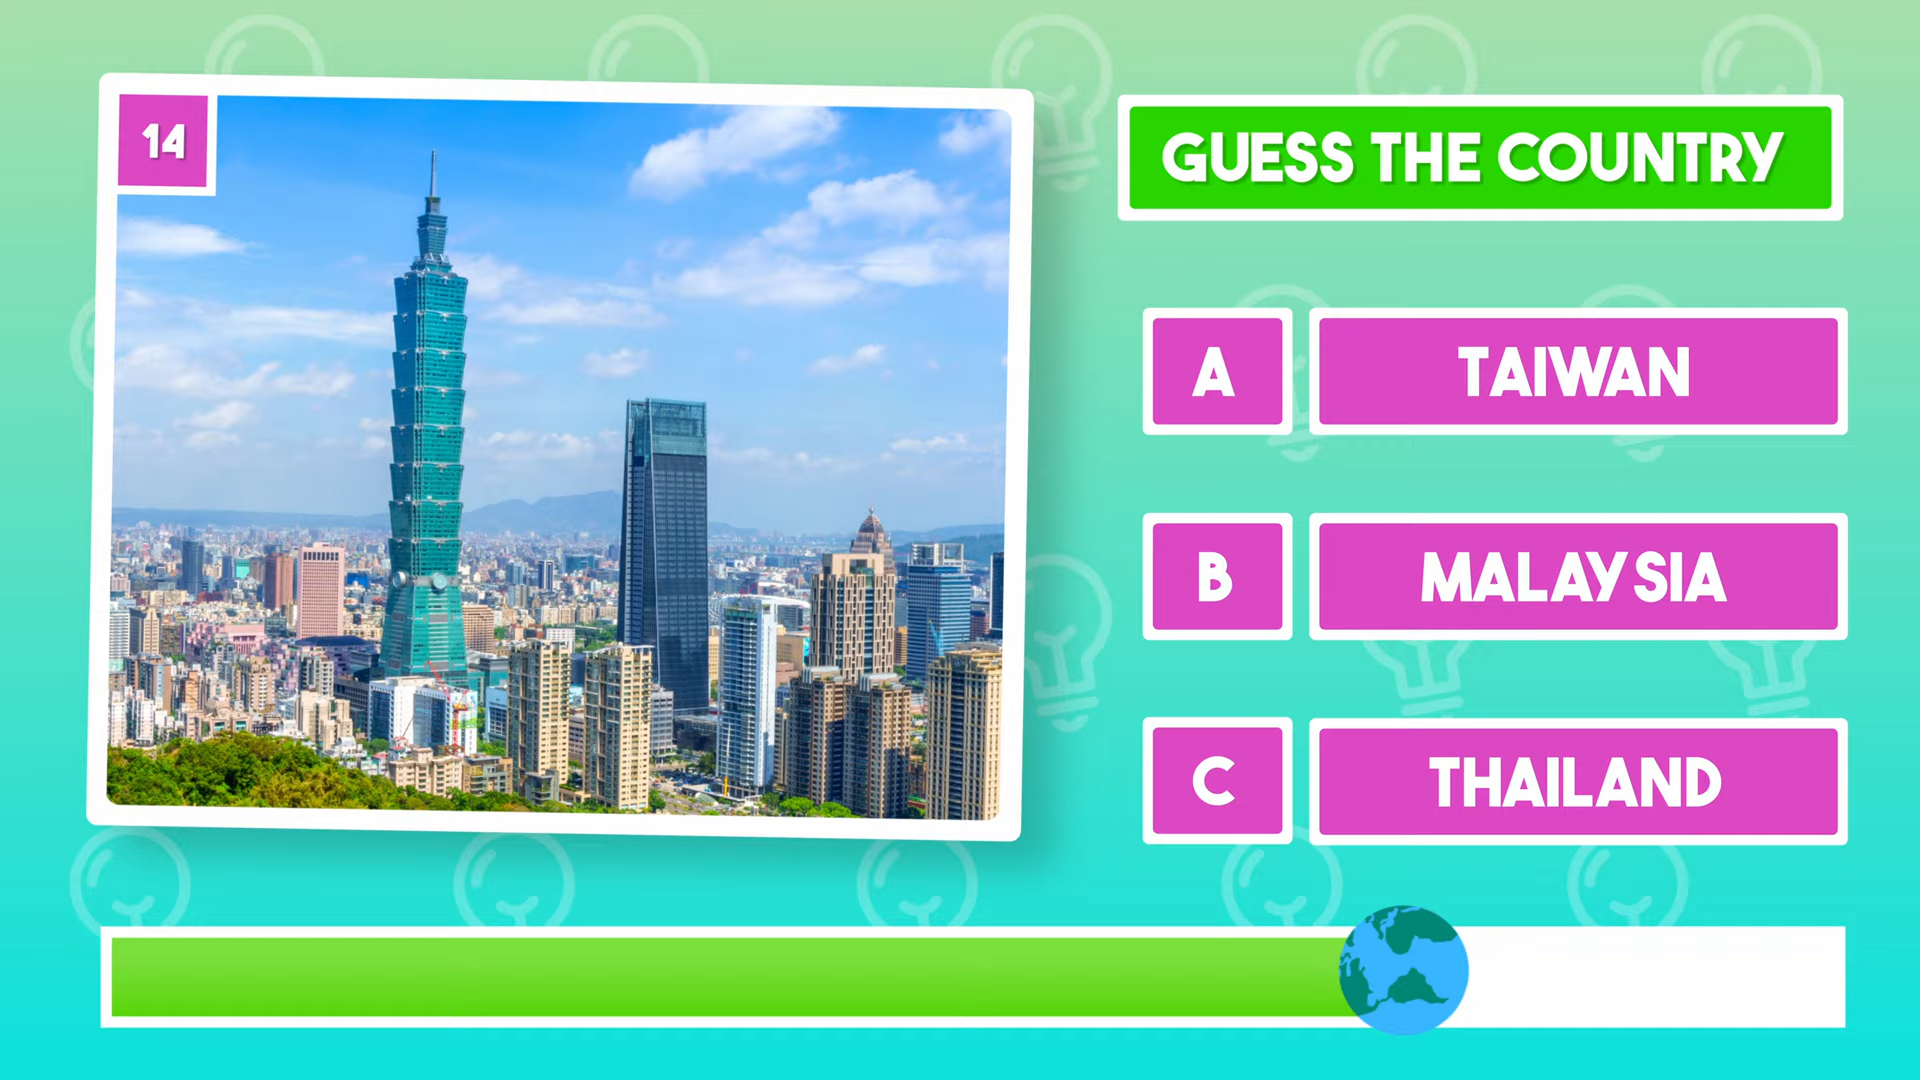 14
GUESS THE COUNTRY
A
TAIWAN
B
MALAYSIA
C
THAILAND